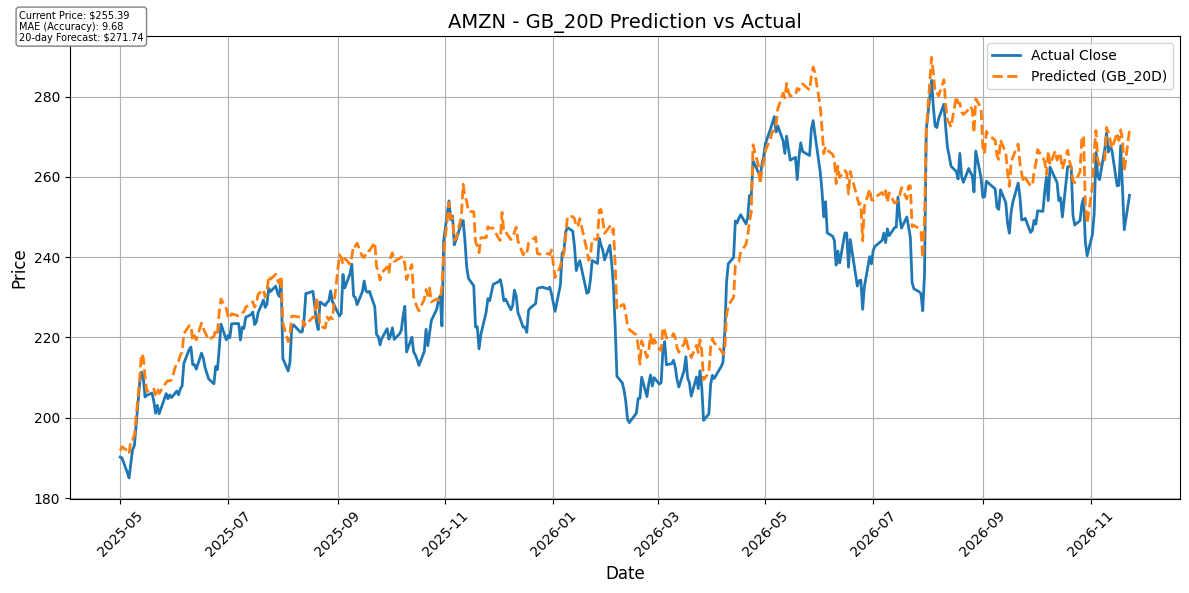 Current Price: $255.39
MAE (Accuracy): 9.68
20-day Forecast: $271.74
AMZN - GB_20D Prediction vs Actual
Actual Close
Predicted (GB_20D)
Price
280
260
240
220
200
180
2025-05
2025-07
2025-09
2025-11
2026-01
2026-03
2026-05
2026-07
2026-09
2026-11
Date